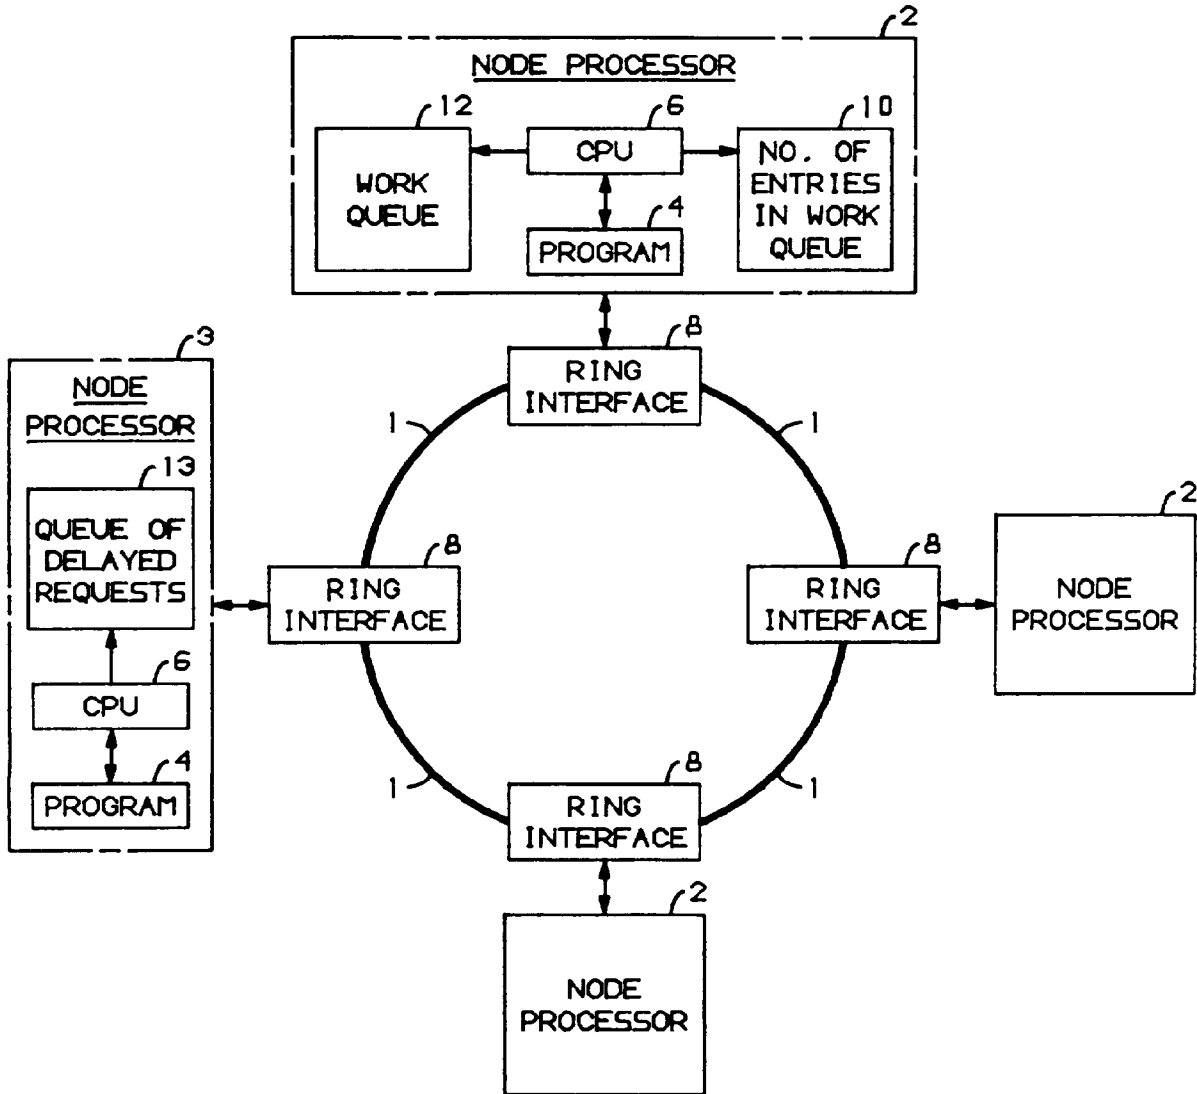 2
NODE PROCESSOR
12
6
10
WORK
QUEUE
CPU
NO. OF
ENTRIES
IN WORK
QUEUE
4
PROGRAM
8
RING
INTERFACE
3
NODE
PROCESSOR
13
QUEUE OF
DELAYED
REQUESTS
6
CPU
4
PROGRAM
1
1
8
RING
INTERFACE
8
RING
INTERFACE
2
NODE
PROCESSOR
1
1
8
RING
INTERFACE
2
NODE
PROCESSOR